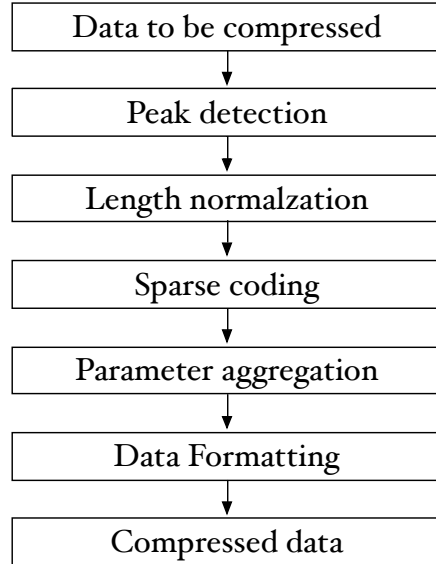 Data to be compressed
Peak detection
Length normalzation
Sparse coding
Parameter aggregation
Data Formatting
Compressed data